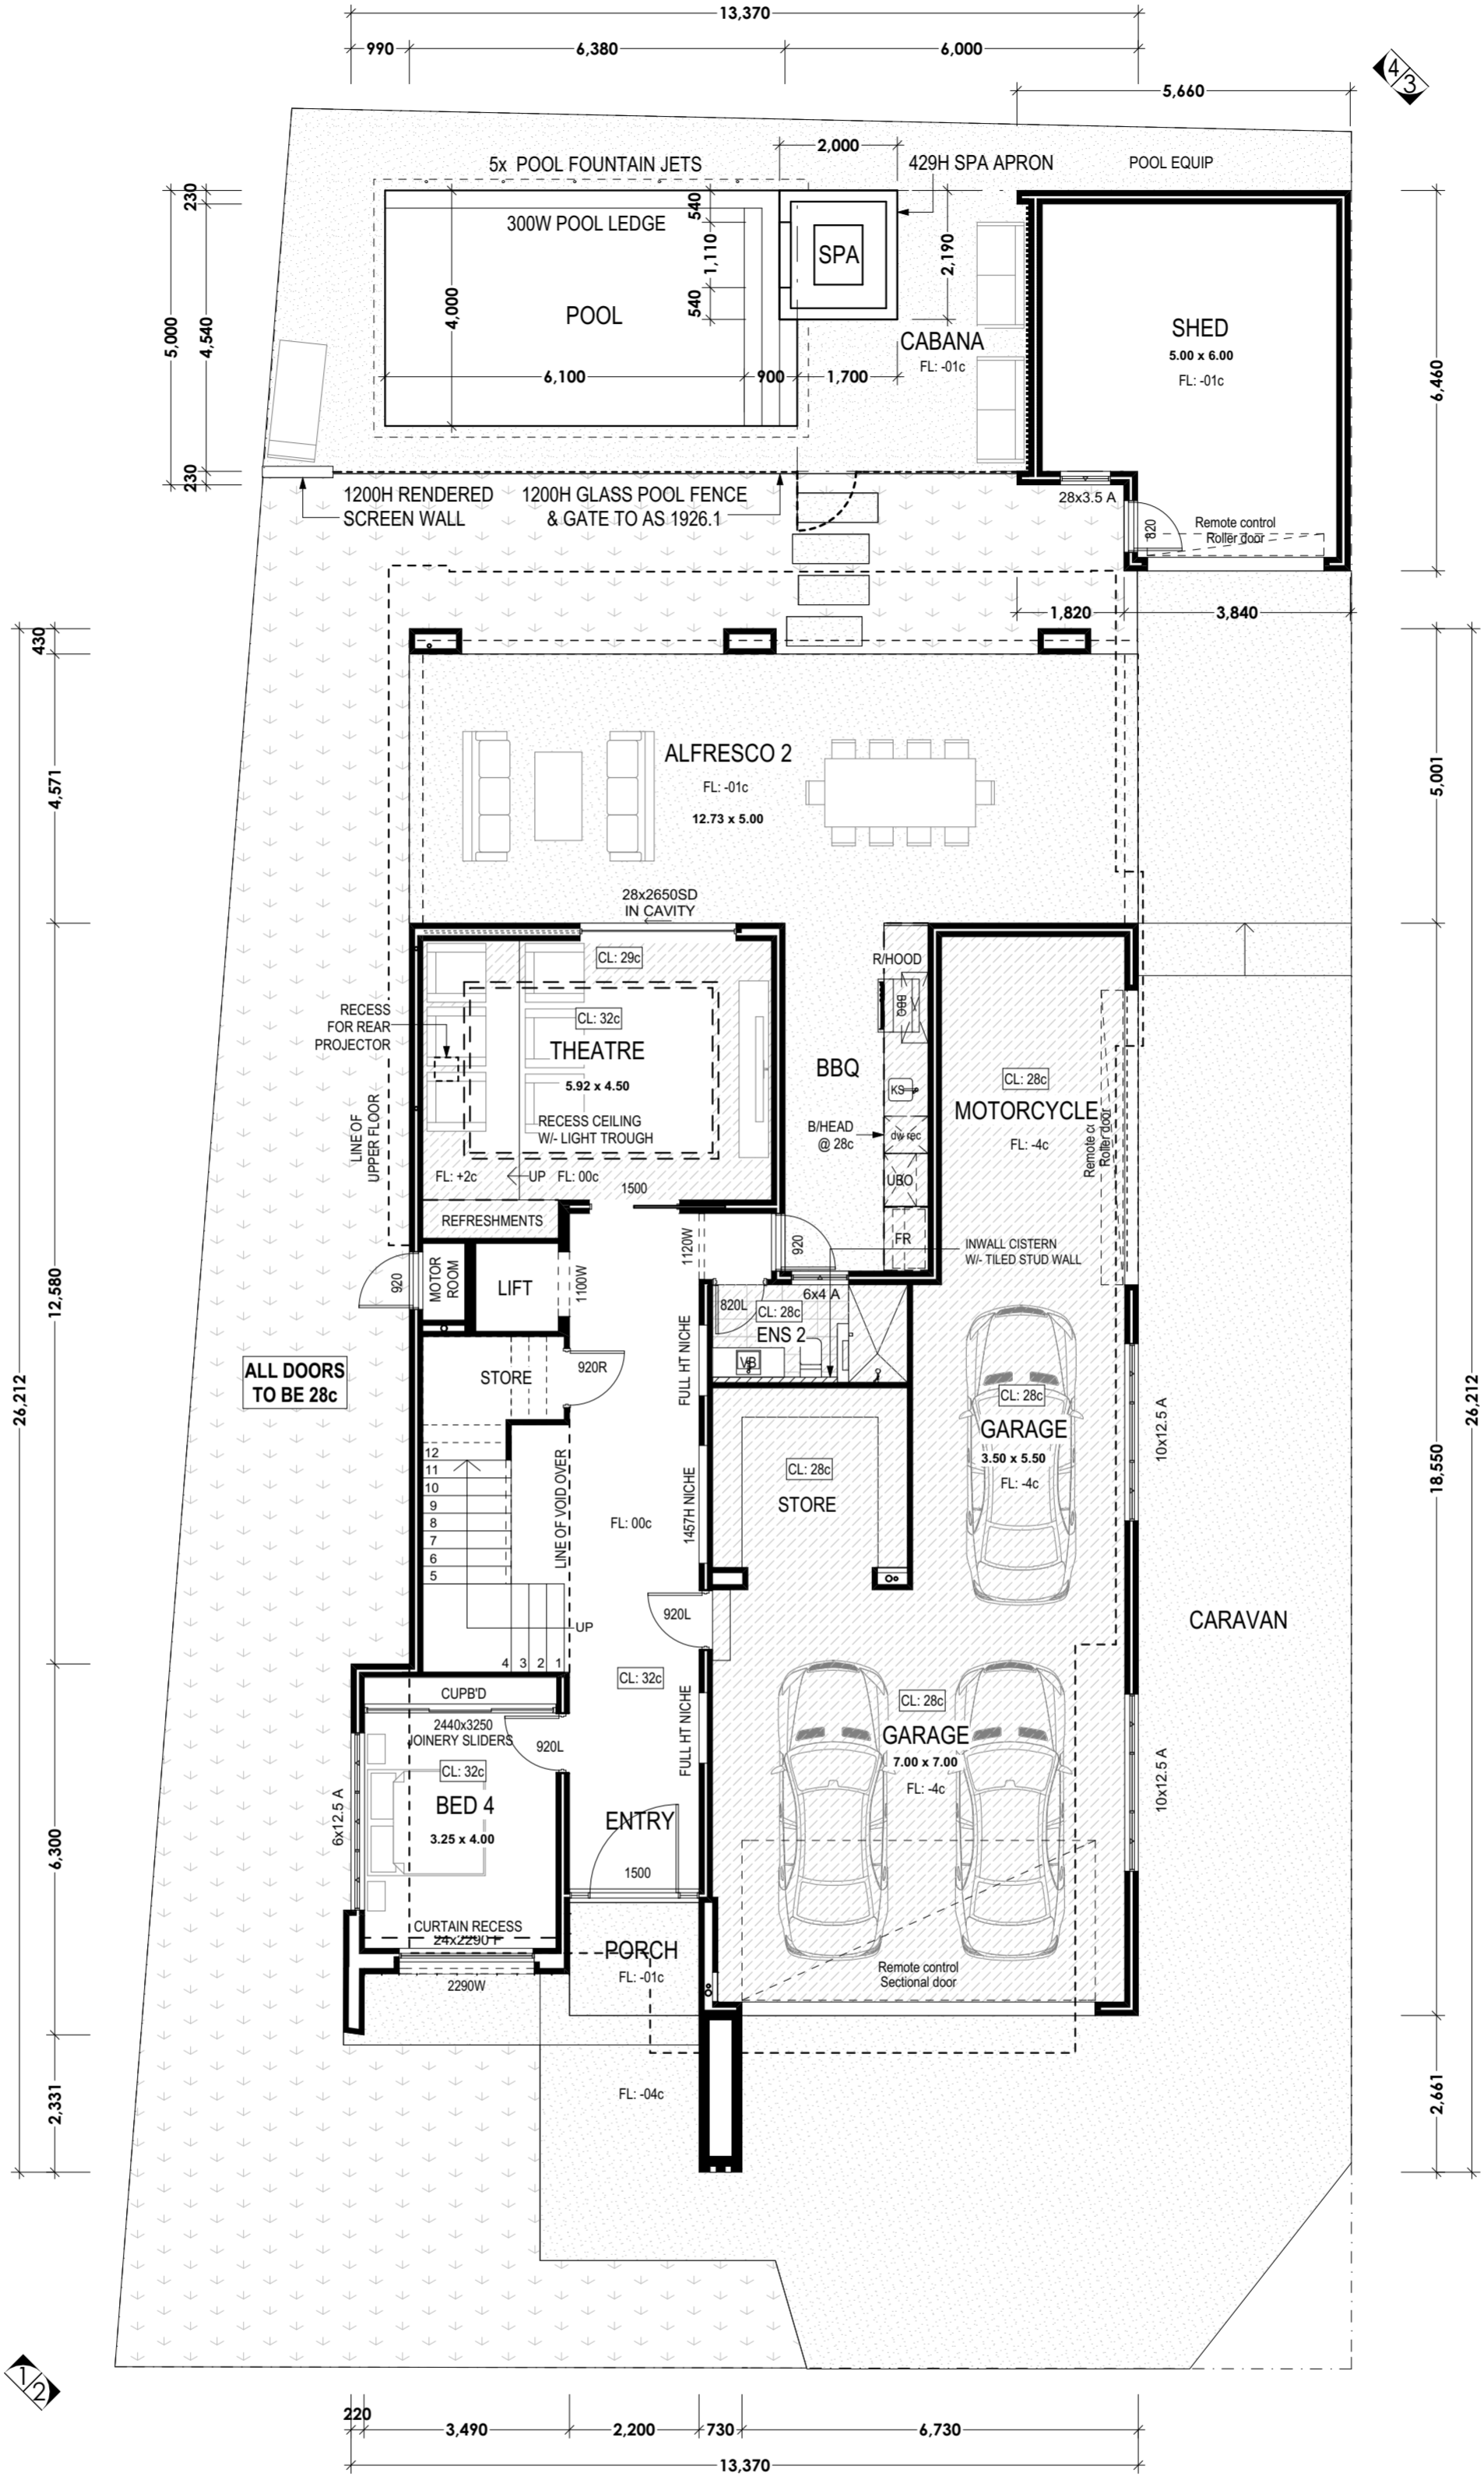 13,370
990
6,380
6,000
5,660
4
3
2,000
5x POOL FOUNTAIN JETS
429H SPA APRON
POOL EQUIP
230
4,540
5,000
230
300W POOL LEDGE
540
1,110
540
2,190
SPA
POOL
4,000
CABANA
FL: -01c
6,100
900
1,700
SHED
5.00 x 6.00
FL: -01c
6,460
1200H RENDERED
SCREEN WALL
1200H GLASS POOL FENCE
& GATE TO AS 1926.1
28x3.5 A
820
Remote control
Roller door
1,820
3,840
430
4,571
5,001
ALFRESCO 2
FL: -01c
12.73 x 5.00
28x2650SD
IN CAVITY
CL: 29c
R/HOOD
BBQ
RECESS
FOR REAR
PROJECTOR
CL: 32c
THEATRE
5.92 x 4.50
RECESS CEILING
W/- LIGHT TROUGH
BBQ
KS
B/HEAD
@ 28c
dw rec
UBO
FR
CL: 28c
MOTORCYCLE
FL: -4c
Roller door
LINE OF
UPPER FLOOR
FL: +2c
UP
FL: 00c
1500
REFRESHMENTS
1120W
920
INWALL CISTERN
W/- TILED STUD WALL
920
MOTOR
ROOM
LIFT
1100W
820L
CL: 28c
6x4 A
ENS 2
VB
12,580
26,212
26,212
18,550
ALL DOORS
TO BE 28c
STORE
920R
FULL HT NICHE
CL: 28c
GARAGE
3.50 x 5.50
FL: -4c
10x12.5 A
12
11
10
9
8
7
6
5
LINE OF VOID OVER
FL: 00c
1457H NICHE
CL: 28c
STORE
920L
UP
4
3
2
1
CARAVAN
CL: 32c
CUPB'D
2440x3250
JOINERY SLIDERS
920L
FULL HT NICHE
CL: 28c
GARAGE
7.00 x 7.00
FL: -4c
10x12.5 A
CL: 32c
BED 4
3.25 x 4.00
6x12.5 A
6,300
ENTRY
1500
CURTAIN RECESS
24x2290 F
2290W
PORCH
FL: -01c
Remote control
Sectional door
FL: -04c
2,331
2,661
1
2
220
3,490
2,200
730
6,730
13,370